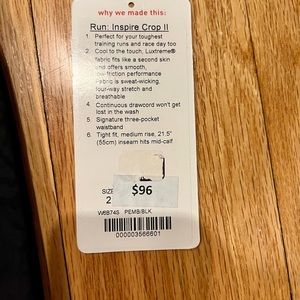 why we made this:
Run: Inspire Crop II
1. Perfect for your toughest
training runs and race day too
2. Cool to the touch, Luxtreme®
fabric fits like a second skin
and offers smooth,
low-friction performance
Fabric is sweat-wicking,
four-way stretch and
breathable
4. Continuous drawcord won't get
lost in the wash
5. Signature three-pocket
waistband
6. Tight fit, medium rise, 21.5"
(55cm) inseam hits mid-calf
SIZE
2
$96
W6B74S PEMB/BLK
000003566601